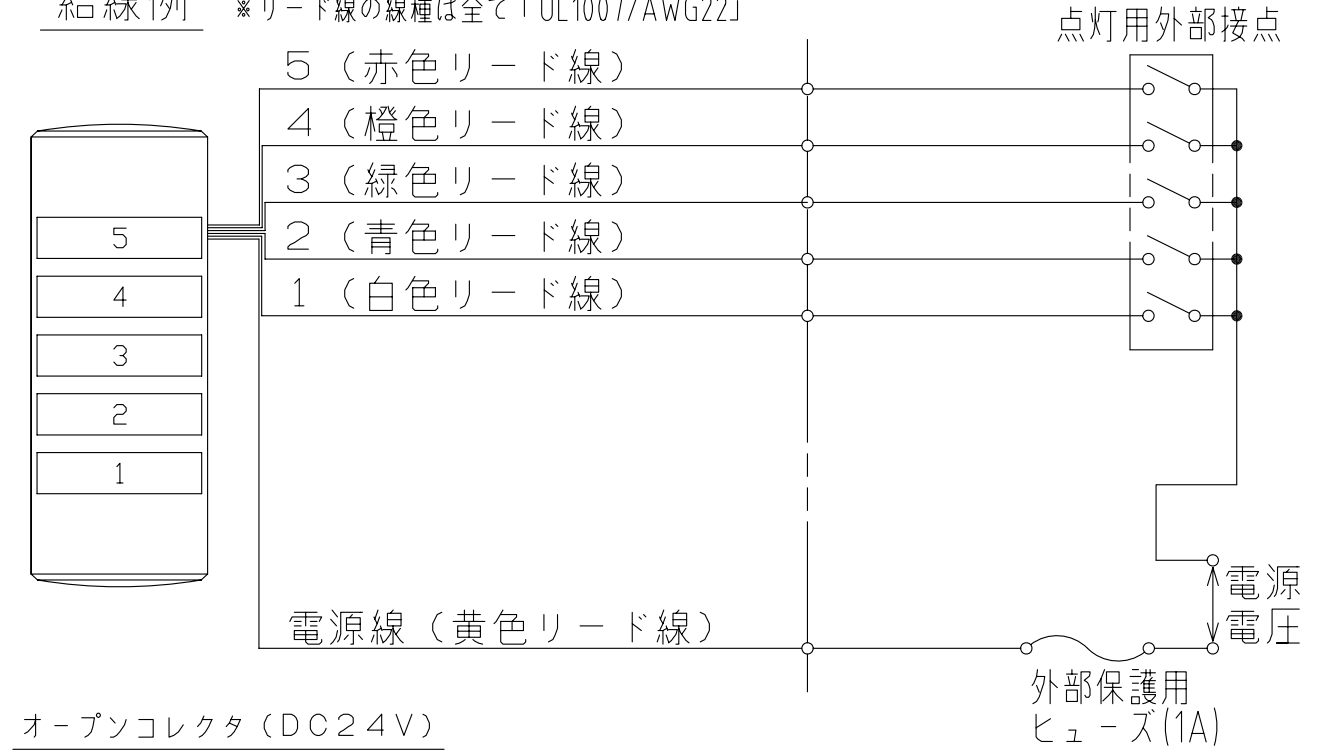 結線例 ※リード線の線種は全て「UL1007/AWG22」
点灯用外部接点
5（赤色リード線）
4（橙色リード線）
3（緑色リード線）
2（青色リード線）
1（白色リード線）
5
4
3
2
1
電源
電圧
電源線（黄色リード線）
外部保護用
ヒューズ(1A)
オープンコレクタ（DC24V）